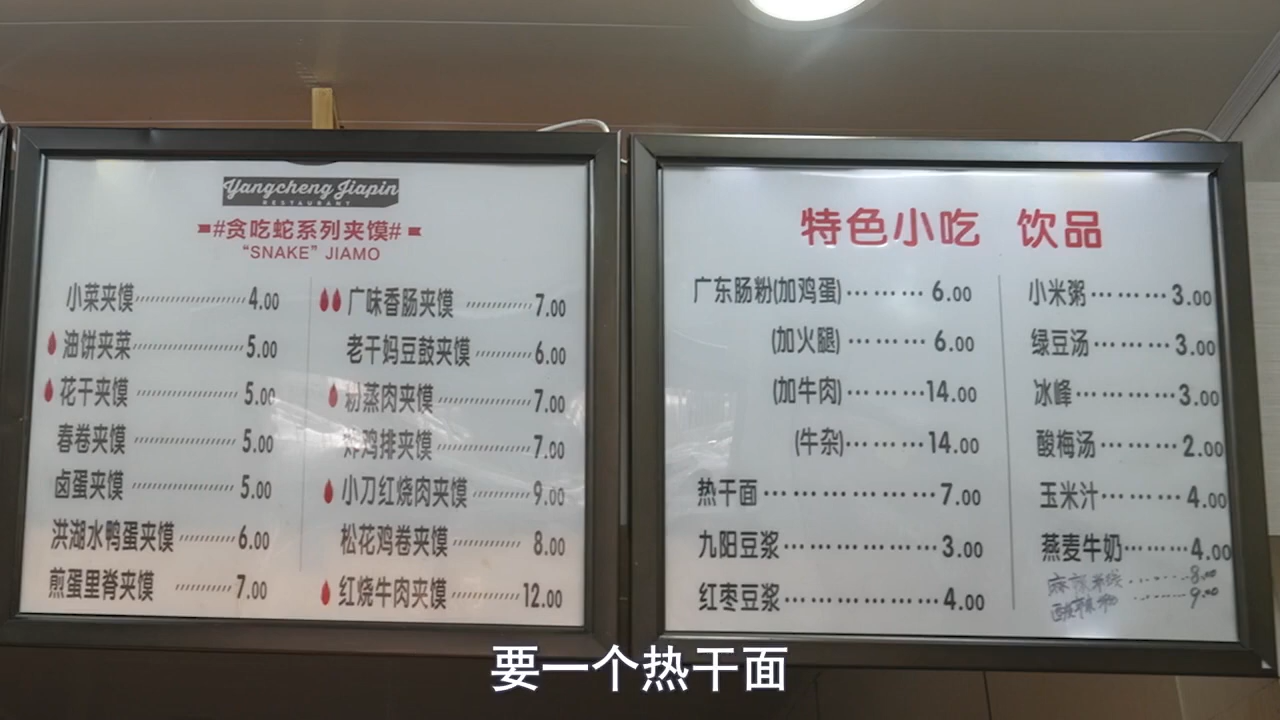 Yangcheng Jiapin
RESTAURANT
#贪吃蛇系列夹馍#
“SNAKE” JIAMO
小菜夹馍 4.00
油饼夹菜 5.00
花干夹馍 5.00
春卷夹馍 5.00
卤蛋夹馍 5.00
洪湖水鸭蛋夹馍 6.00
煎蛋里脊夹馍 7.00
广味香肠夹馍 7.00
老干妈豆鼓夹馍 6.00
粉蒸肉夹馍 7.00
炸鸡排夹馍 7.00
小刀红烧肉夹馍 9.00
松花鸡卷夹馍 8.00
红烧牛肉夹馍 12.00
特色小吃 饮品
广东肠粉(加鸡蛋) 6.00
(加火腿) 6.00
(加牛肉) 14.00
(牛杂) 14.00
热干面 7.00
九阳豆浆 3.00
红枣豆浆 4.00
小米粥 3.00
绿豆汤 3.00
冰峰 3.00
酸梅汤 2.00
玉米汁 4.00
燕麦牛奶 4.00
麻辣米线 8.00
9.00
要一个热干面